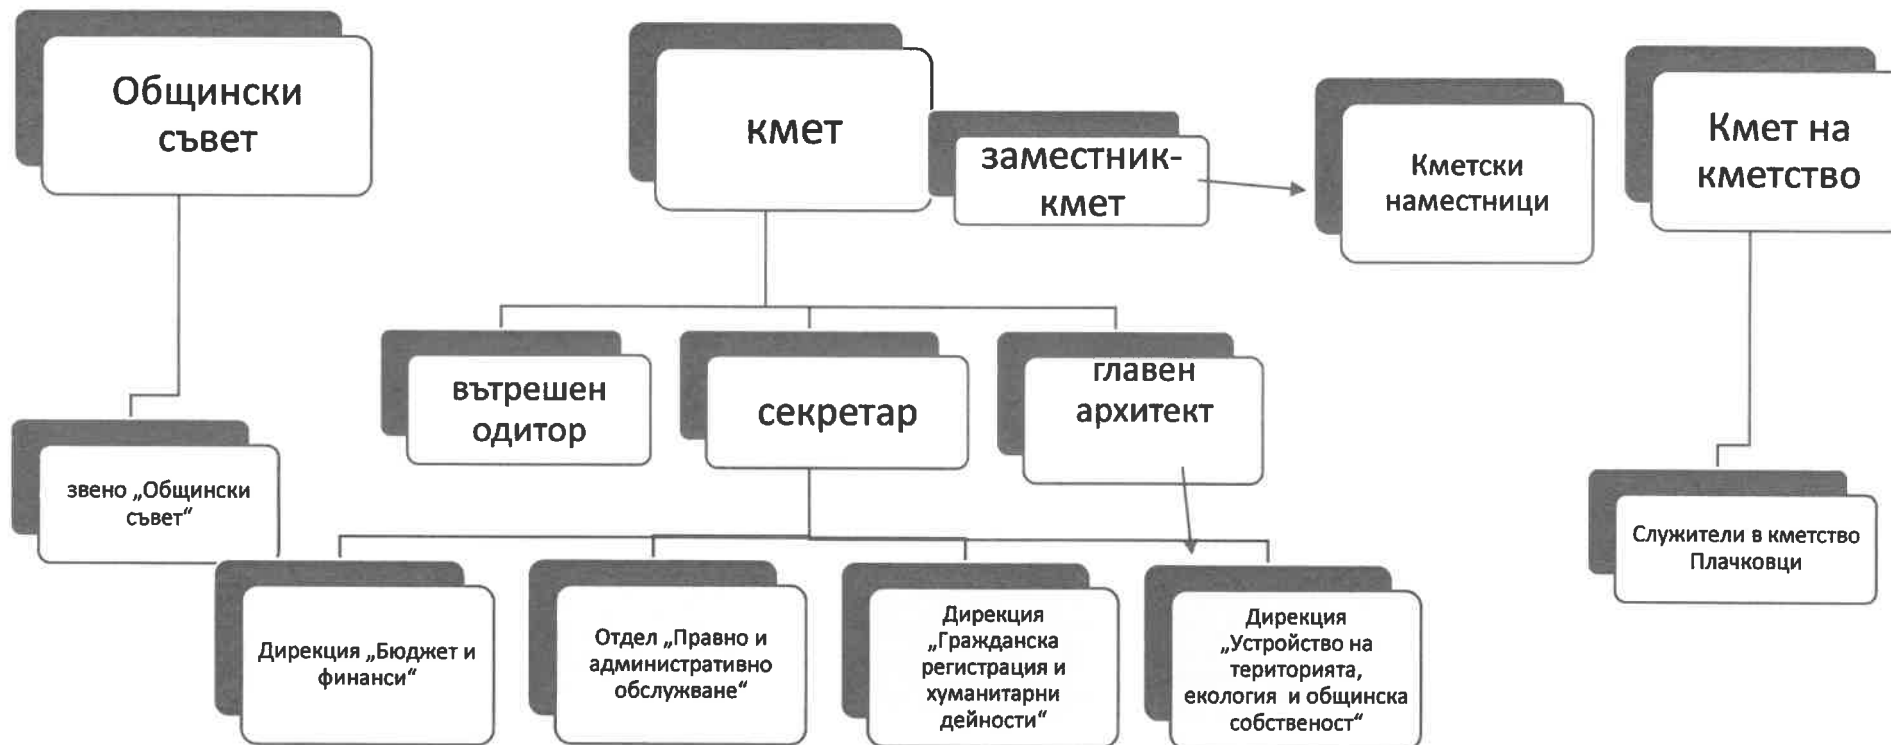 Общински
съвет
кмет
заместник-
кмет
Кметски
наместници
Кмет на
кметство
вътрешен
одитор
секретар
главен
архитект
звено „Общински
съвет“
Служители в кметство
Плачковци
Дирекция „Бюджет и
финанси“
Отдел „Правно и
административно
обслужване“
Дирекция
„Гражданска
регистрация и
хуманитарни
дейности“
Дирекция
„Устройство на
територията,
екология и общинска
собственост“